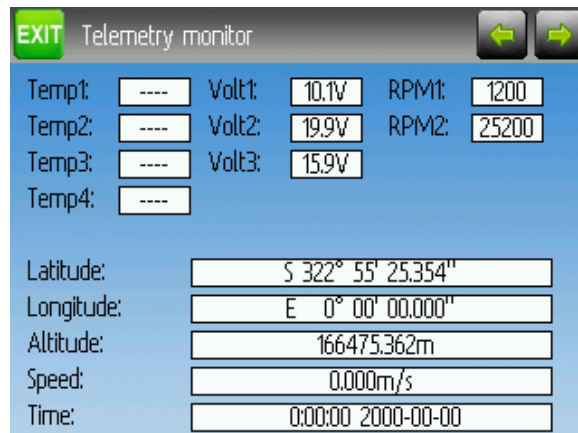 EXIT Telemetry monitor
Temp1: ---- Volt1: 10.1V RPM1: 1200
Temp2: ---- Volt2: 19.9V RPM2: 25200
Temp3: ---- Volt3: 15.9V
Temp4: ----
Latitude: S 322° 55' 25.354"
Longitude: E 0° 00' 00.000"
Altitude: 166475.362m
Speed: 0.000m/s
Time: 0:00:00 2000-00-00